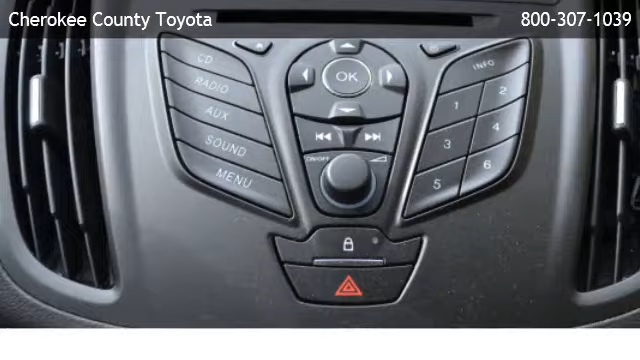 Cherokee County Toyota 800-307-1039
CD
RADIO
AUX
SOUND
MENU
OK
ON/OFF
INFO
1 2
3 4
5 6